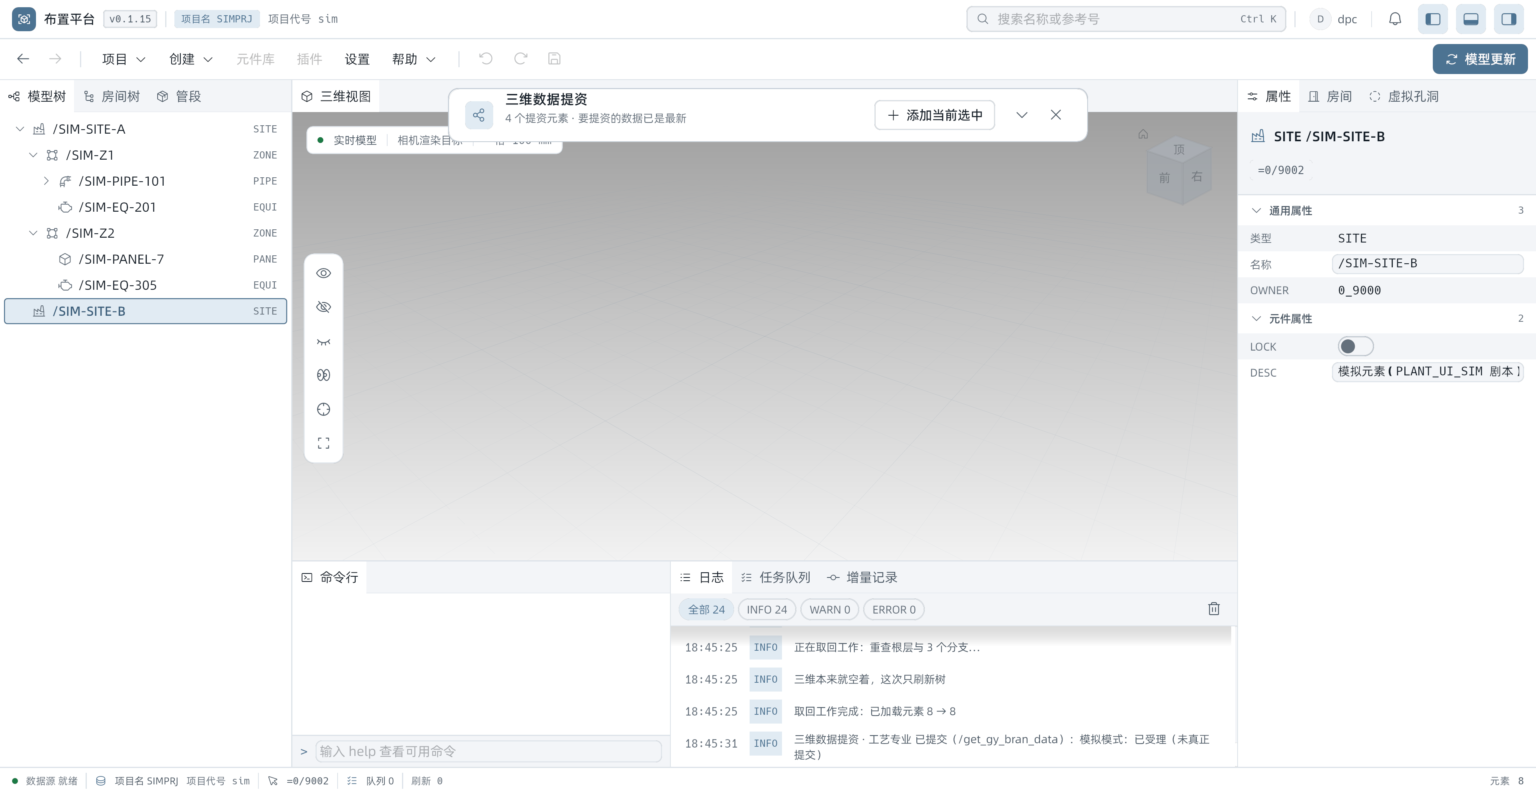 布置平台 v0.1.15 项目名 SIMPRJ 项目代号 sim 搜索名称或参考号 Ctrl K D dpc
项目 创建 元件库 插件 设置 帮助 模型更新
模型树 房间树 管段
/SIM-SITE-A SITE
/SIM-Z1 ZONE
/SIM-PIPE-101 PIPE
/SIM-EQ-201 EQUI
/SIM-Z2 ZONE
/SIM-PANEL-7 PANE
/SIM-EQ-305 EQUI
/SIM-SITE-B SITE
三维视图
三维数据提资
4 个提资元素 · 要提资的数据已是最新
添加当前选中
实时模型 相机渲染目标
顶
前 右
命令行
> 输入 help 查看可用命令
日志 任务队列 增量记录
全部 24 INFO 24 WARN 0 ERROR 0
18:45:25 INFO 正在取回工作：重查根层与 3 个分支…
18:45:25 INFO 三维本来就空着，这次只刷新树
18:45:25 INFO 取回工作完成：已加载元素 8 → 8
18:45:31 INFO 三维数据提资 · 工艺专业 已提交（/get_gy_bran_data）：模拟模式：已受理（未真正
提交）
属性 房间 虚拟孔洞
SITE /SIM-SITE-B
=0/9002
通用属性 3
类型 SITE
名称 /SIM-SITE-B
OWNER 0_9000
元件属性 2
LOCK
DESC 模拟元素(PLANT_UI_SIM 剧本)
数据源 就绪 项目名 SIMPRJ 项目代号 sim =0/9002 队列 0 刷新 0 元素 8